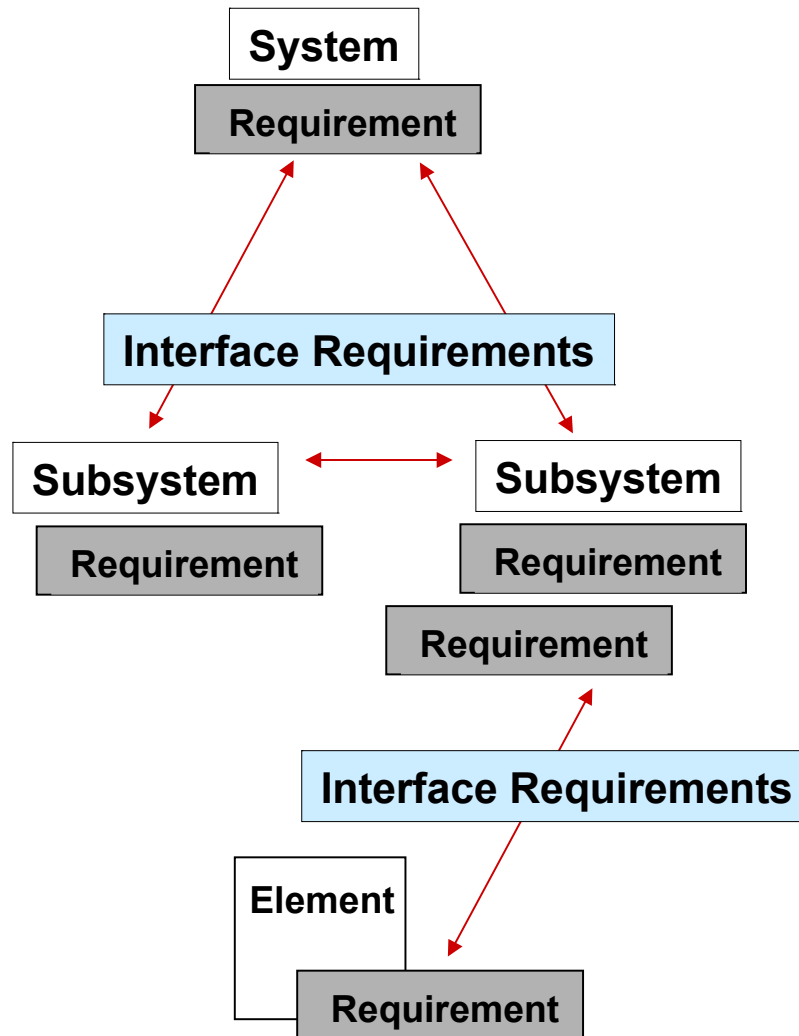 System
Requirement
Interface Requirements
Subsystem
Subsystem
Requirement
Requirement
Requirement
Interface Requirements
Element
Requirement